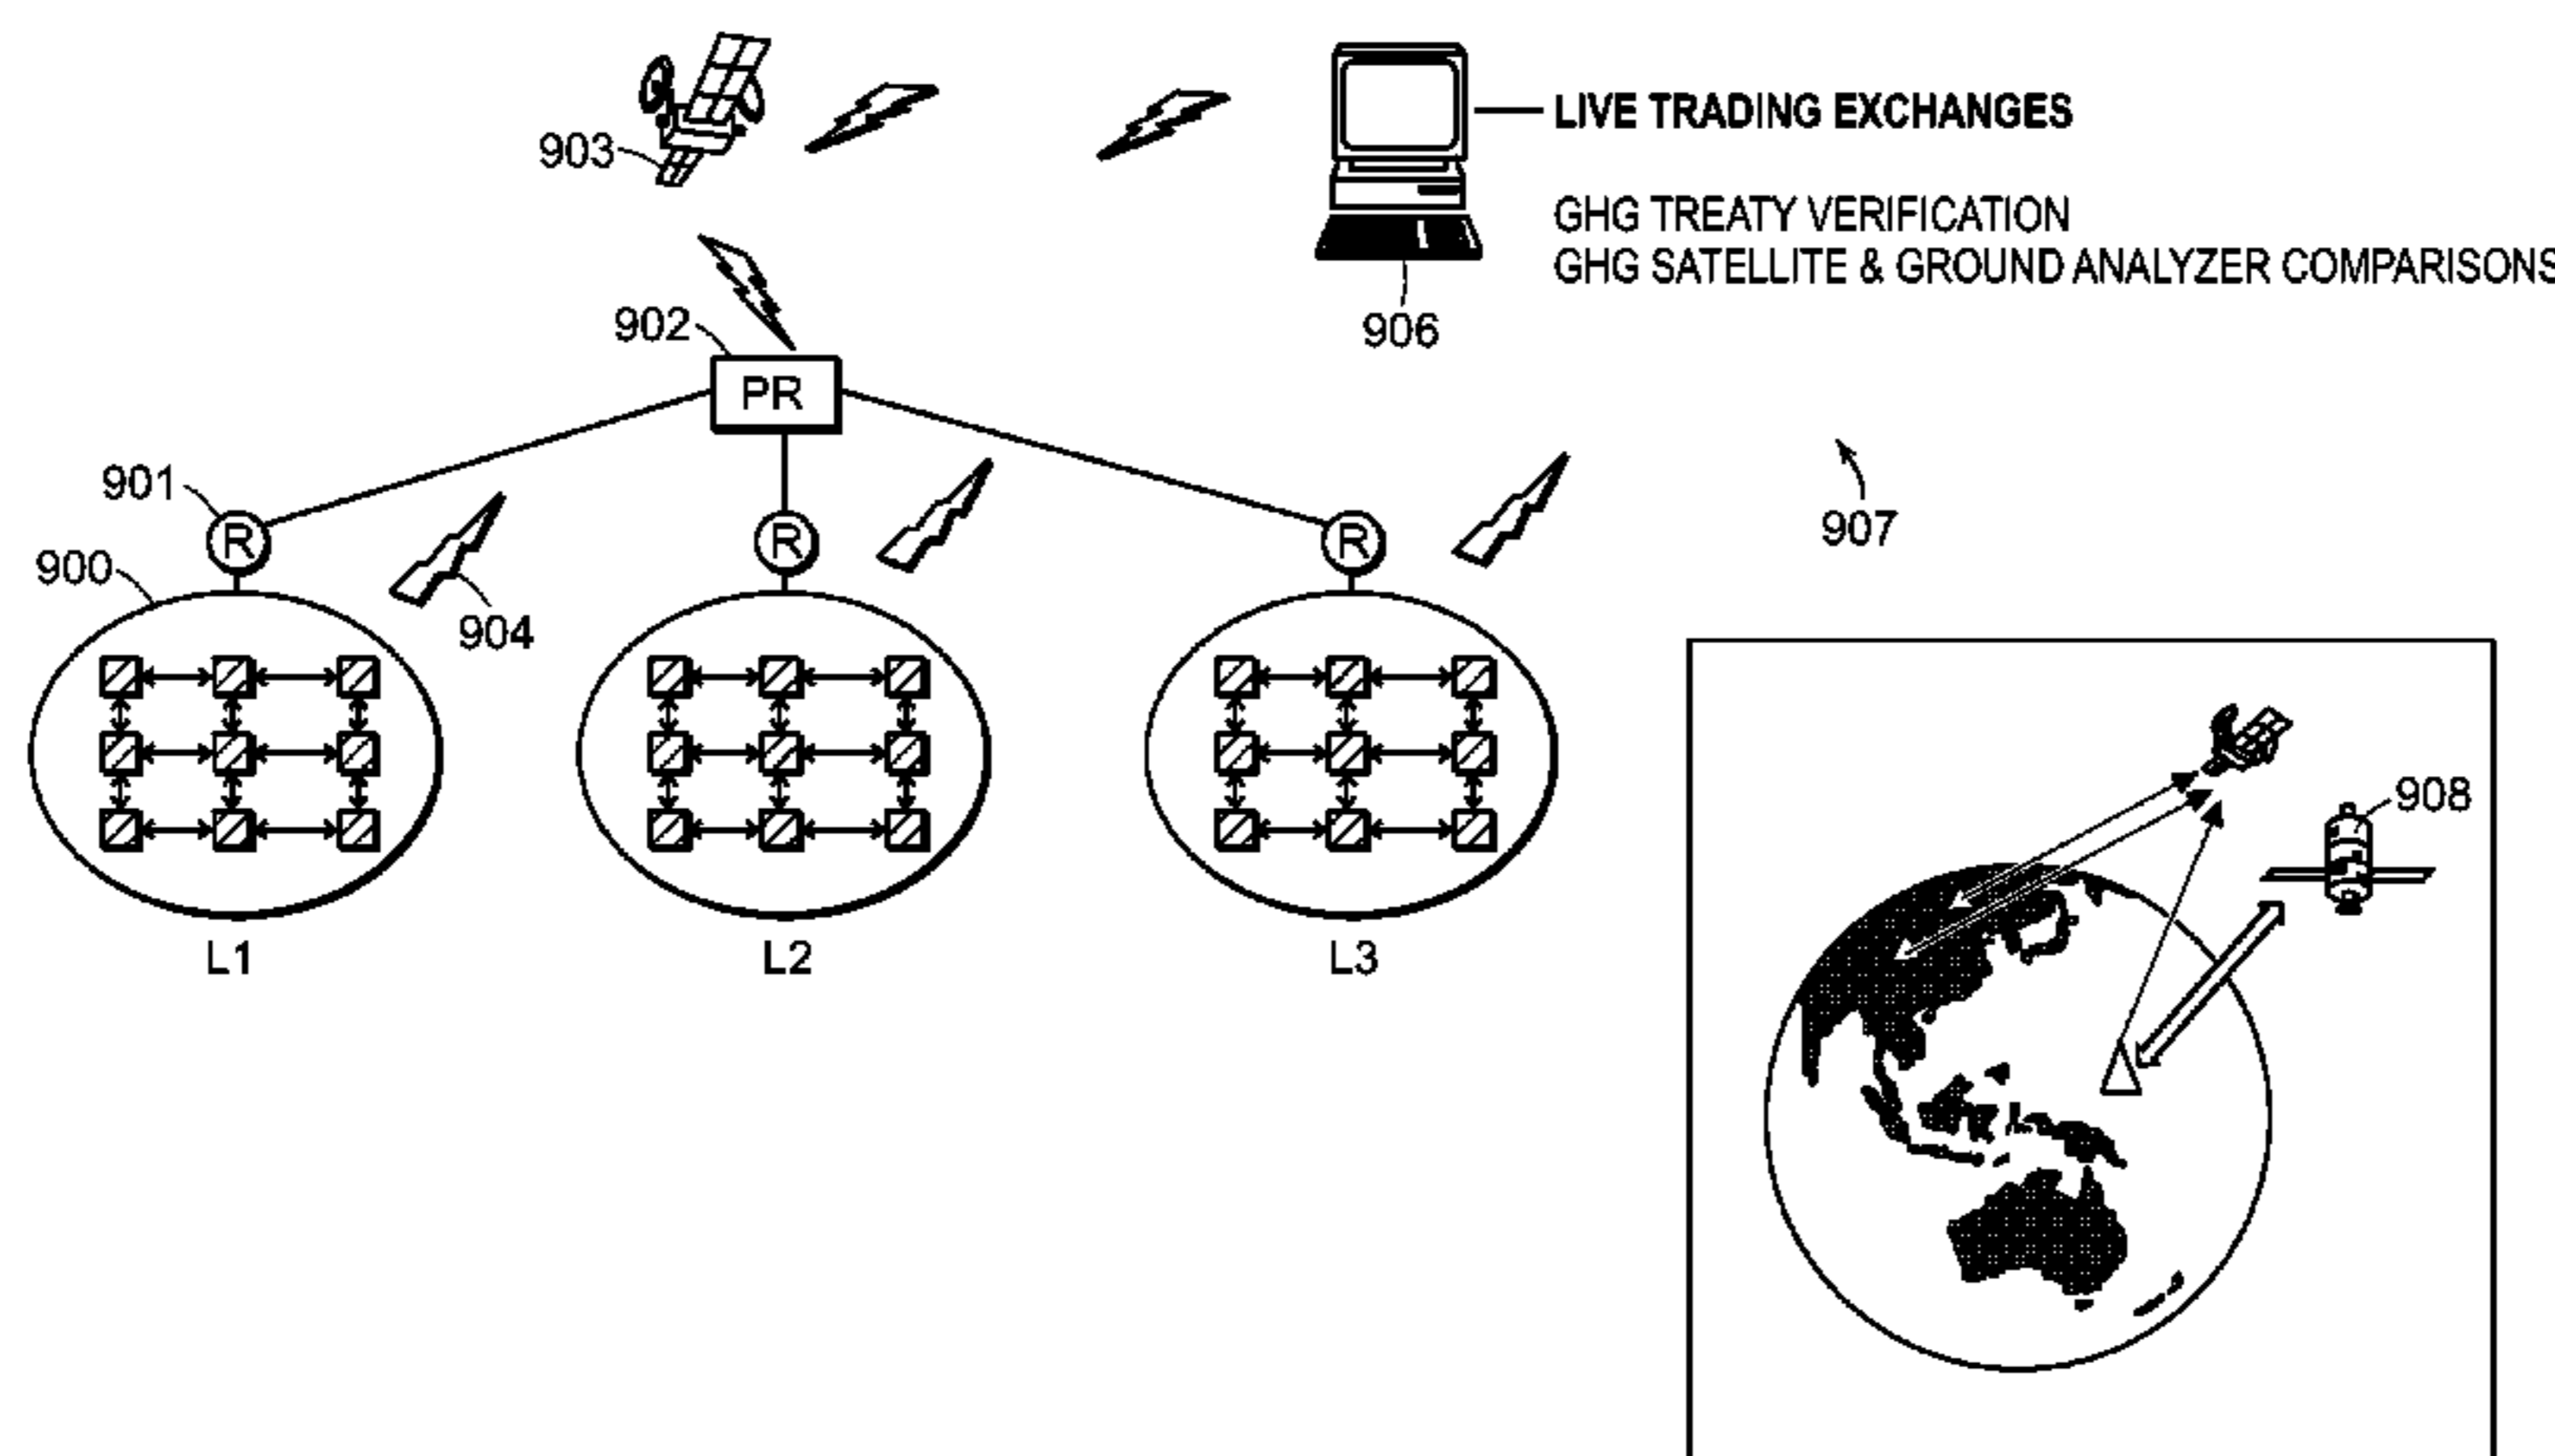 903
LIVE TRADING EXCHANGES
GHG TREATY VERIFICATION
GHG SATELLITE & GROUND ANALYZER COMPARISONS
906
902
PR
901
R
R
R
900
904
907
908
L1
L2
L3